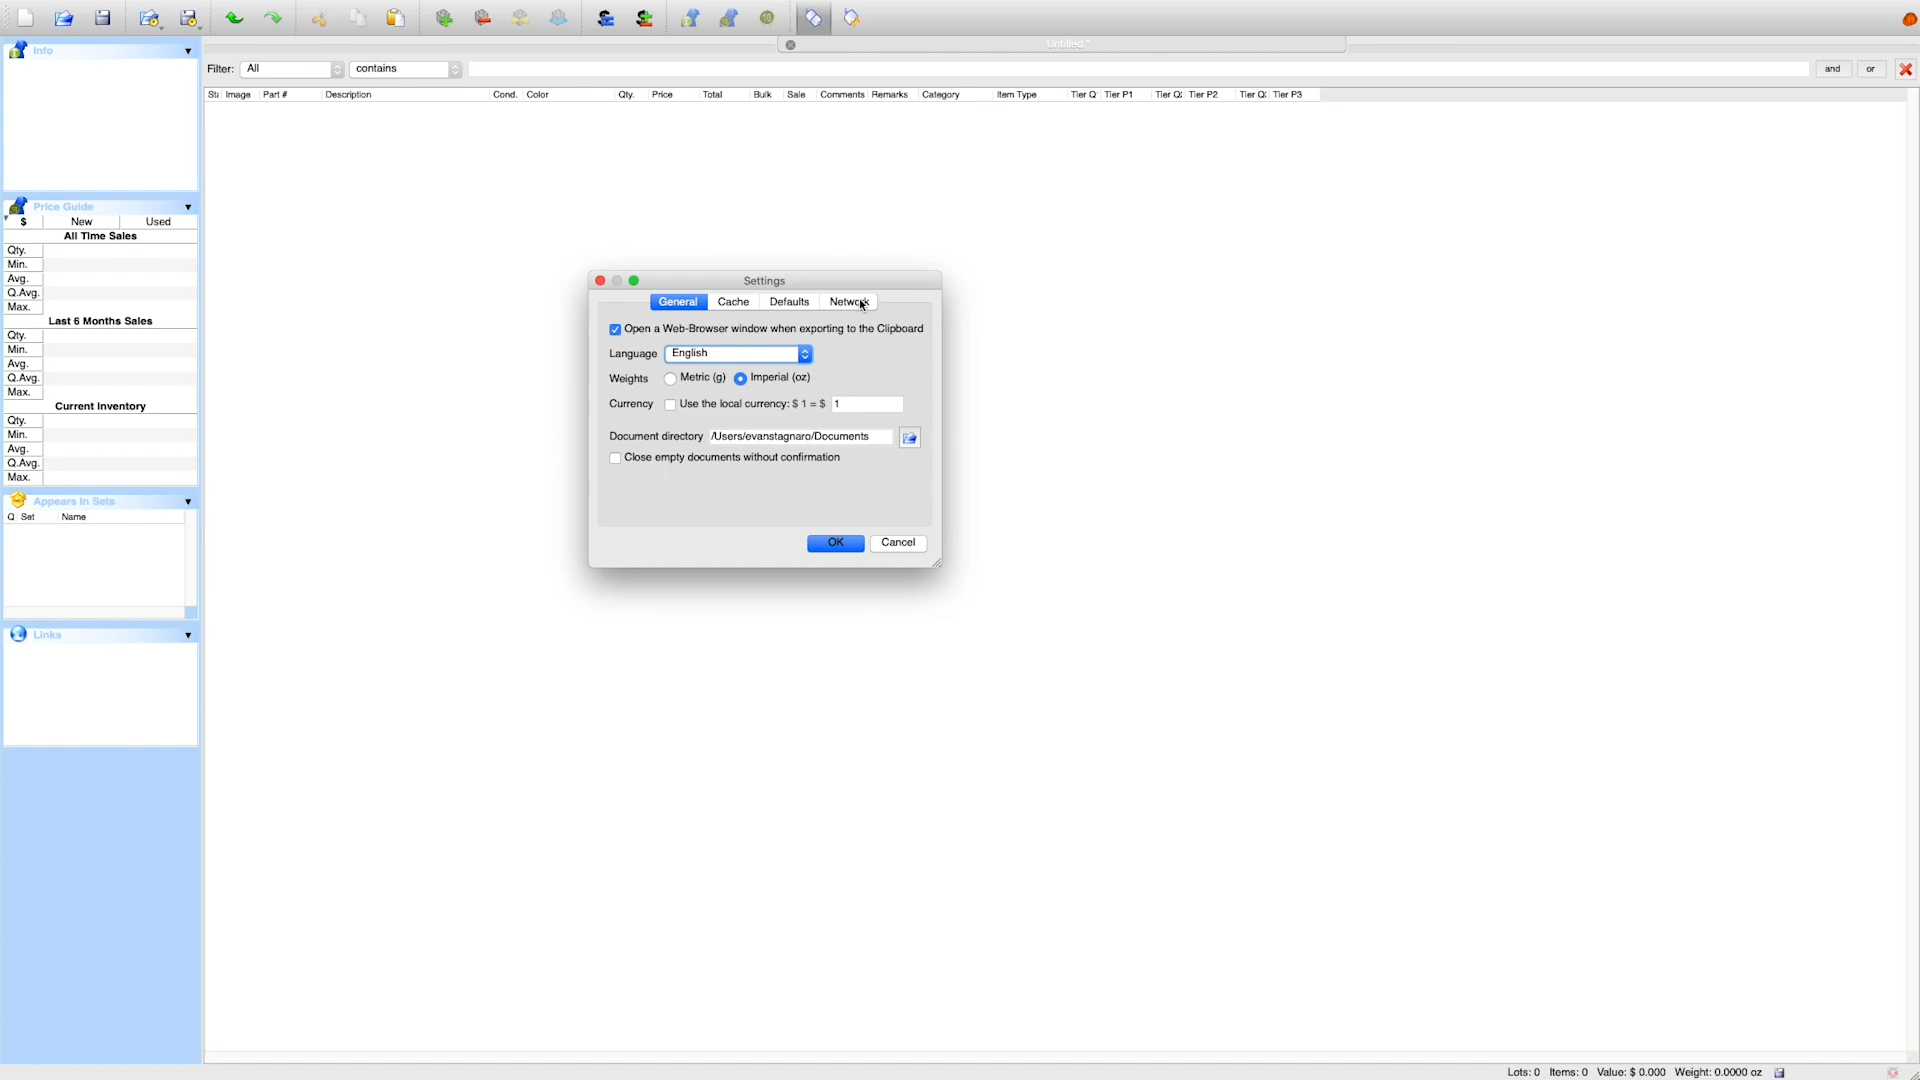 Info
Untitled *
Filter: All contains and or
Sta Image Part # Description Cond. Color Qty. Price Total Bulk Sale Comments Remarks Category Item Type Tier Q Tier P1 Tier Q Tier P2 Tier Q Tier P3
Price Guide
$ New Used
All Time Sales
Qty.
Min.
Avg.
Q.Avg.
Max.
Last 6 Months Sales
Qty.
Min.
Avg.
Q.Avg.
Max.
Current Inventory
Qty.
Min.
Avg.
Q.Avg.
Max.
Appears In Sets
Q Set Name
Links
Settings
General Cache Defaults Network
Open a Web-Browser window when exporting to the Clipboard
Language English
Weights Metric (g) Imperial (oz)
Currency Use the local currency: $ 1 = $ 1
Document directory /Users/evanstagnaro/Documents
Close empty documents without confirmation
OK Cancel
Lots: 0 Items: 0 Value: $ 0.000 Weight: 0.0000 oz